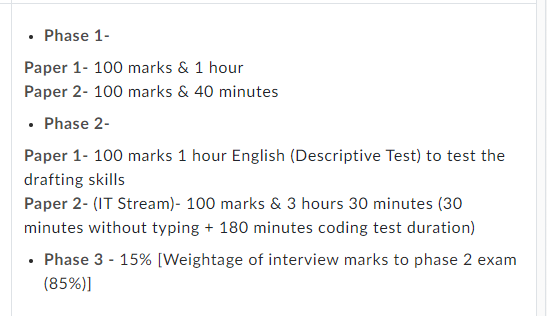 • Phase 1-
Paper 1- 100 marks & 1 hour
Paper 2- 100 marks & 40 minutes
• Phase 2-
Paper 1- 100 marks 1 hour English (Descriptive Test) to test the
drafting skills
Paper 2- (IT Stream)- 100 marks & 3 hours 30 minutes (30
minutes without typing + 180 minutes coding test duration)
• Phase 3 - 15% [Weightage of interview marks to phase 2 exam
(85%)]